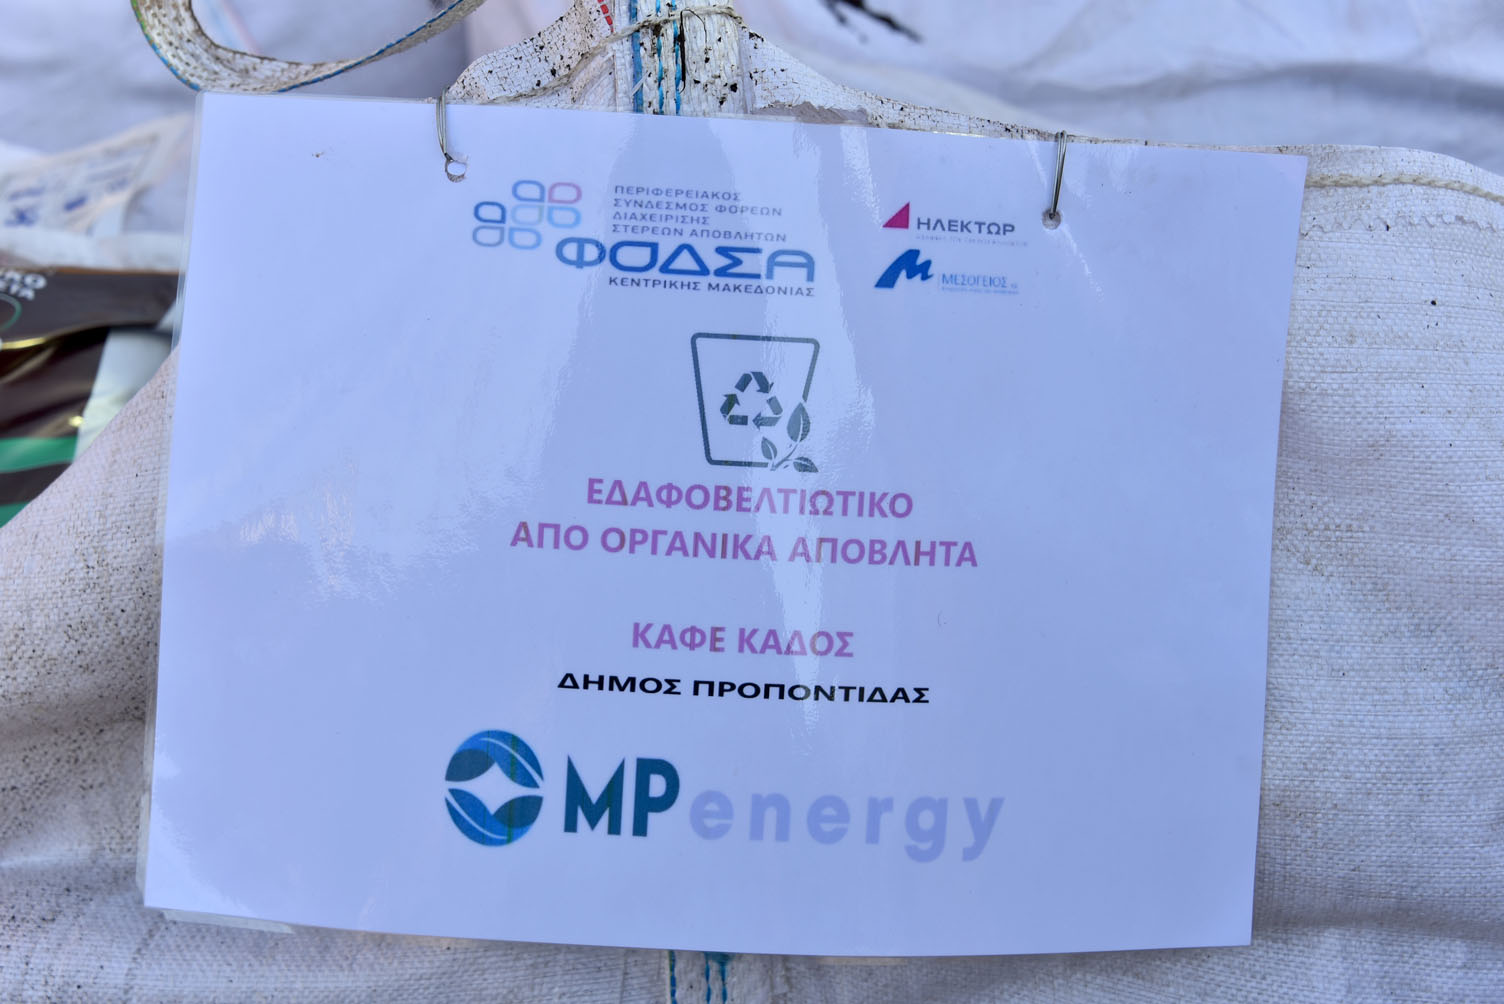 ΠΕΡΙΦΕΡΕΙΑΚΟΣ
ΣΥΝΔΕΣΜΟΣ ΦΟΡΕΩΝ
ΔΙΑΧΕΙΡΙΣΗΣ
ΣΤΕΡΕΩΝ ΑΠΟΒΛΗΤΩΝ
ΦΟΔΣΑ
ΚΕΝΤΡΙΚΗΣ ΜΑΚΕΔΟΝΙΑΣ
ΗΛΕΚΤΩΡ
ΜΕΣΟΓΕΙΟΣ
ΕΔΑΦΟΒΕΛΤΙΩΤΙΚΟ
ΑΠΟ ΟΡΓΑΝΙΚΑ ΑΠΟΒΛΗΤΑ
ΚΑΦΕ ΚΑΔΟΣ
ΔΗΜΟΣ ΠΡΟΠΟΝΤΙΔΑΣ
MPenergy